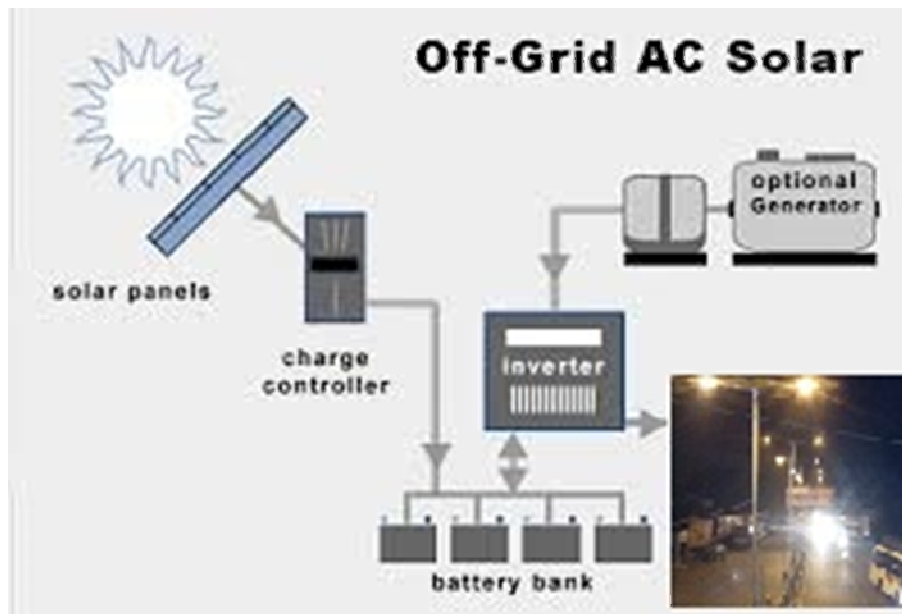 Off-Grid AC Solar
optional
Generator
solar panels
charge
controller
inverter
battery bank